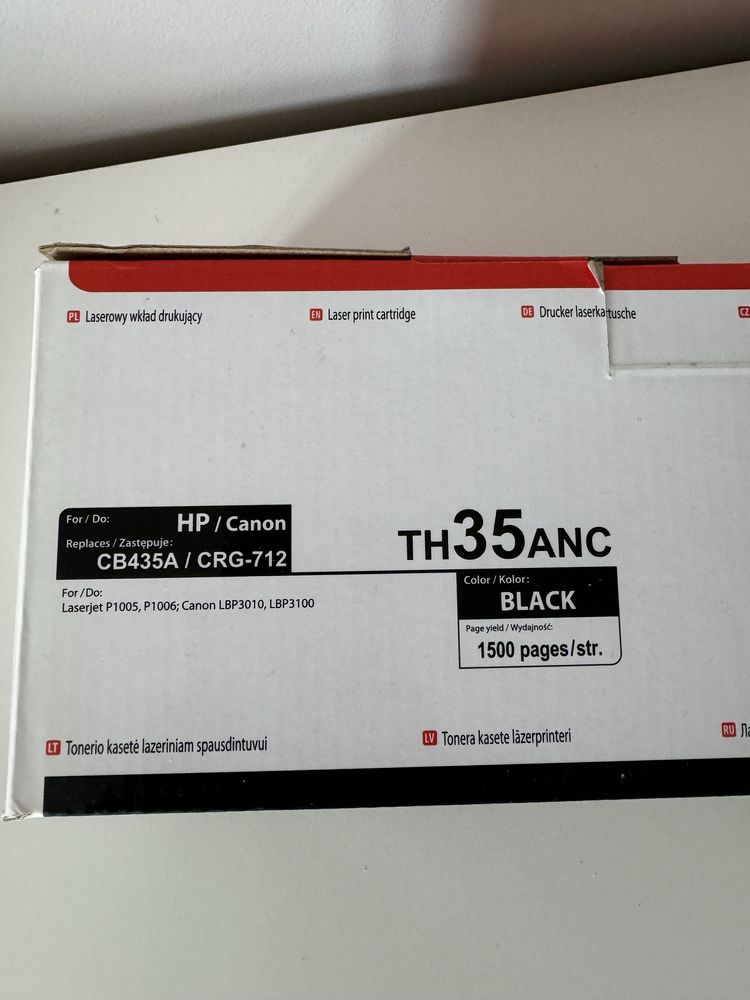 PL Laserowy wkład drukujący
EN Laser print cartridge
DE Drucker laserkartusche
CZ
For / Do: HP / Canon
Replaces / Zastępuje:
CB435A / CRG-712
For / Do:
Laserjet P1005, P1006; Canon LBP3010, LBP3100
TH35ANC
Color / Kolor:
BLACK
Page yield / Wydajność:
1500 pages/str.
LT Tonerio kasetė lazeriniam spausdintuvui
LV Tonera kasete lāzerprinteri
RU